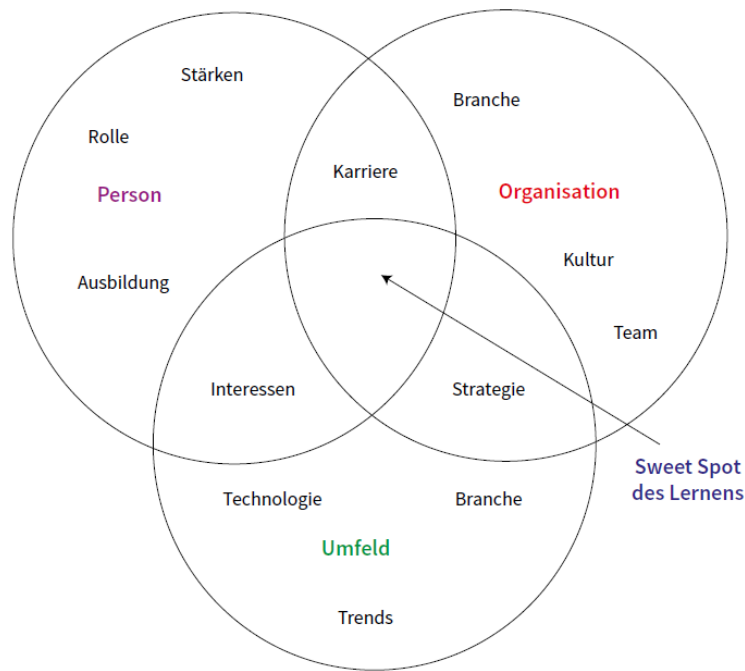 Stärken
Branche
Rolle
Karriere
Person
Organisation
Kultur
Ausbildung
Team
Interessen
Strategie
Sweet Spot
des Lernens
Technologie
Branche
Umfeld
Trends